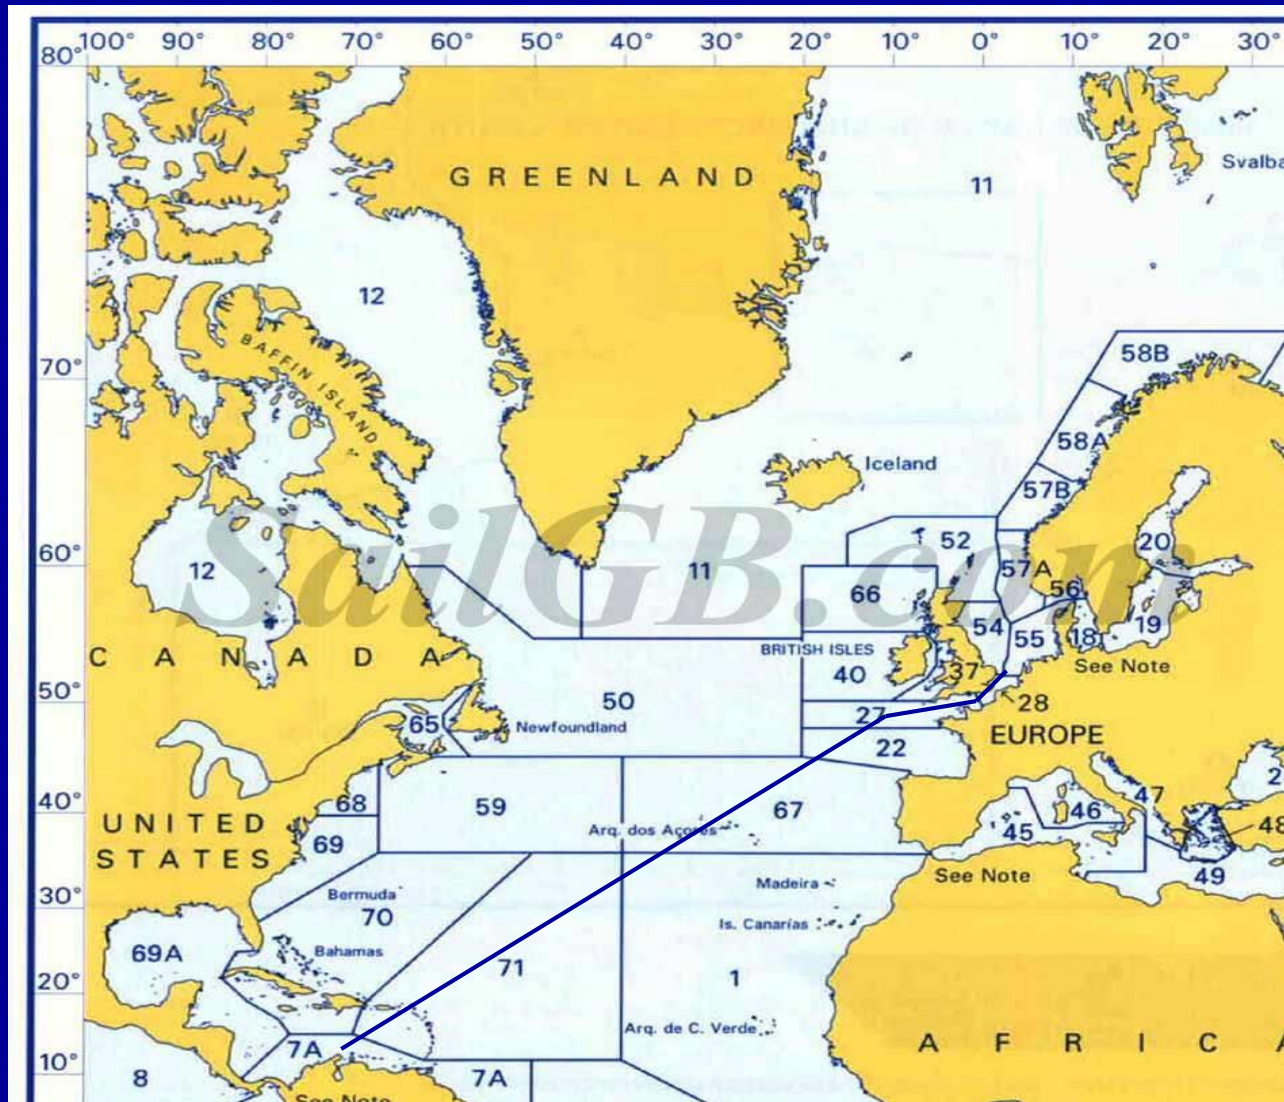 100° 90° 80° 70° 60° 50° 40° 30° 20° 10° 0° 10° 20° 30°
80°
GREENLAND
11
Svalba
12
BAFFIN ISLAND
58B
70°
58A
Iceland
57B
SailGB.com
52
20
60°
12
11
57A
66
56
54
55
18
19
CANADA
BRITISH ISLES
See Note
40
37
50°
50
28
65
27
Newfoundland
EUROPE
22
2
40°
68
59
67
47
46
UNITED
STATES
Arq. dos Açores
45
48
69
See Note
49
Madeira
30°
Bermuda
70
Is. Canarías
69A
Bahamas
71
1
20°
Arq. de C. Verde
7A
AFRICA
10°
8
7A
See Note